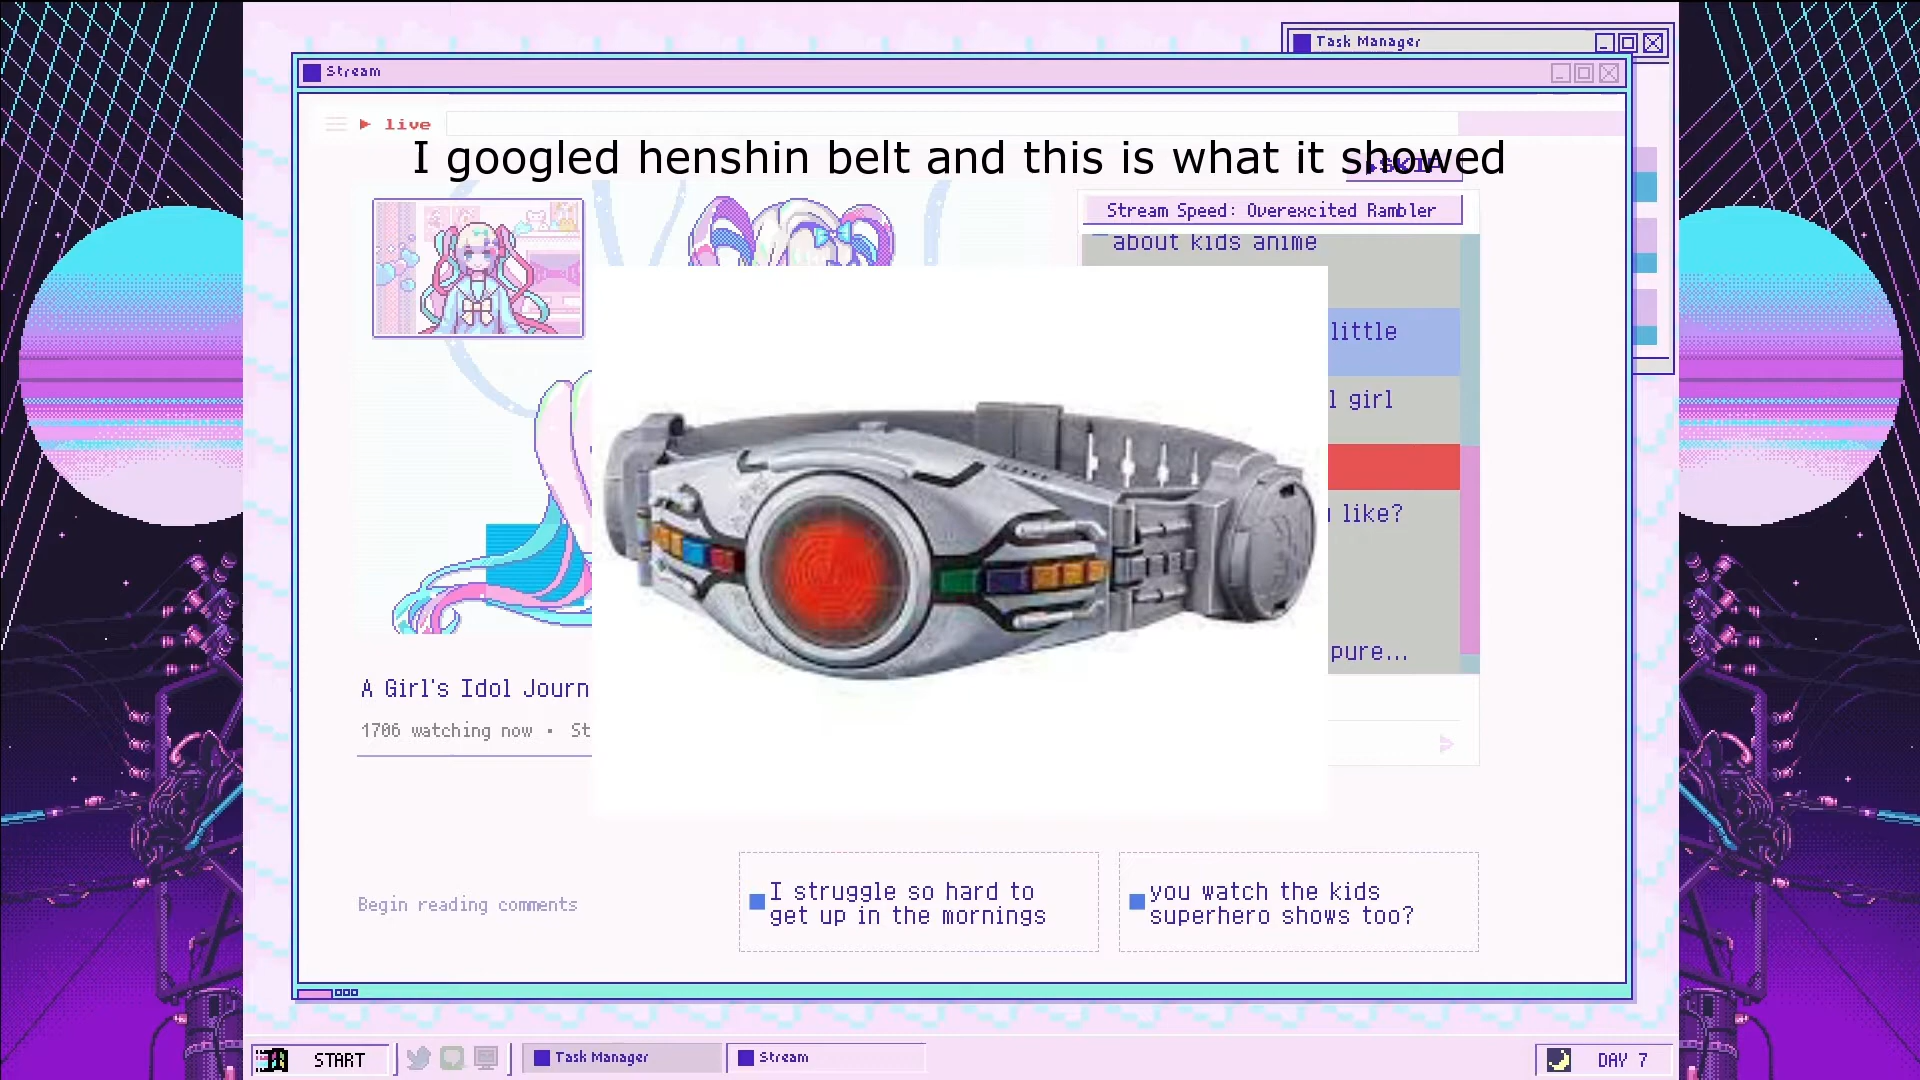 Task Manager
Stream
live
I googled henshin belt and this is what it showed
Stream Speed: Overexcited Rambler
about kids anime
little
l girl
like?
pure...
A Girl's Idol Journ
1706 watching now • St
Begin reading comments
I struggle so hard to
get up in the mornings
you watch the kids
superhero shows too?
START
Task Manager
Stream
DAY 7